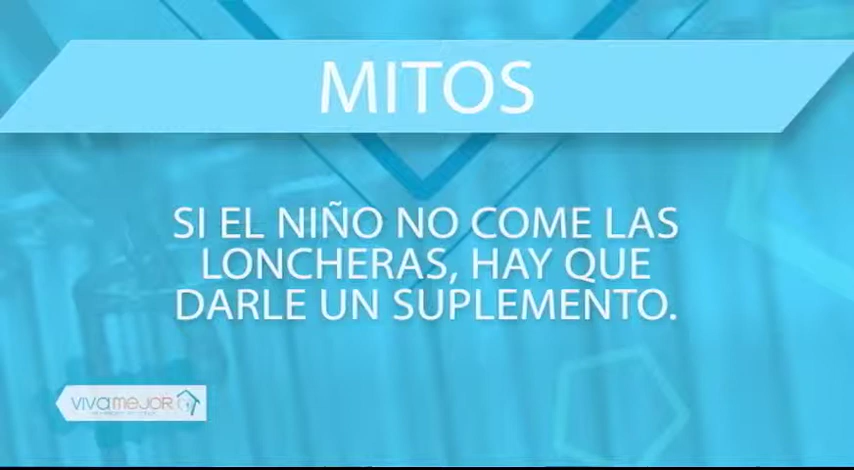 MITOS
SI EL NIÑO NO COME LAS
LONCHERAS, HAY QUE
DARLE UN SUPLEMENTO.
VIVAMEJOR